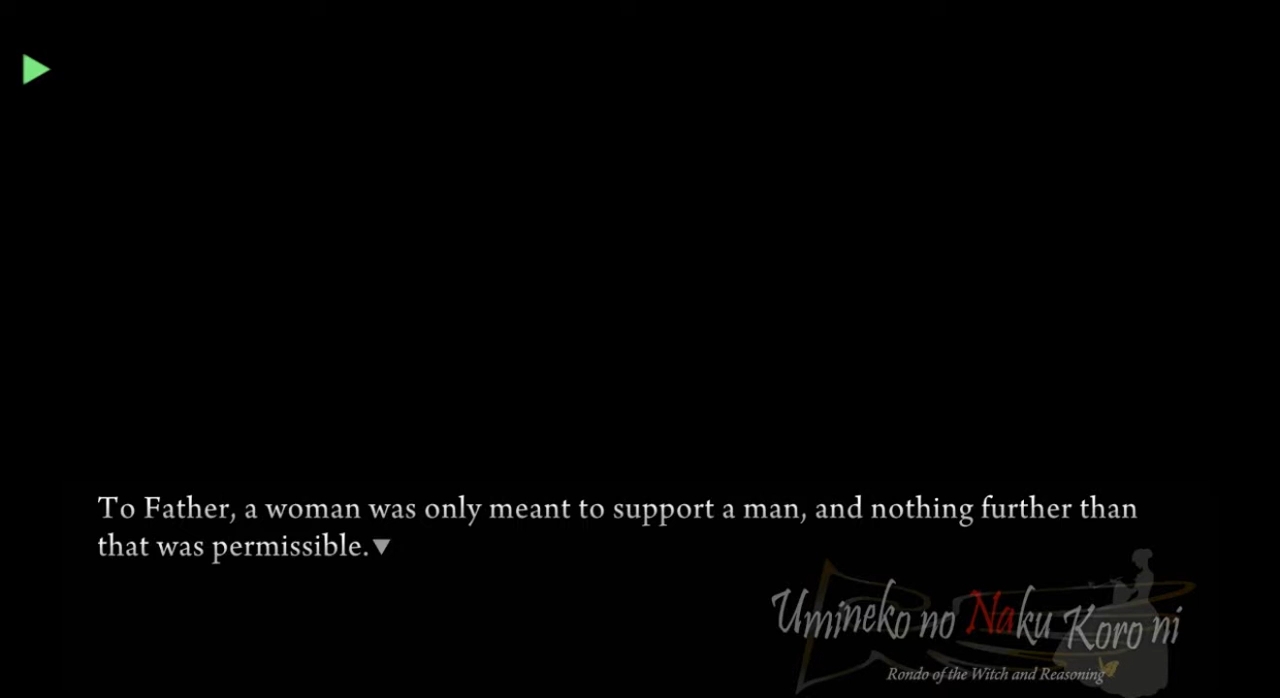 To Father, a woman was only meant to support a man, and nothing further than
that was permissible.
Umineko no Naku Koro ni
Rondo of the Witch and Reasoning